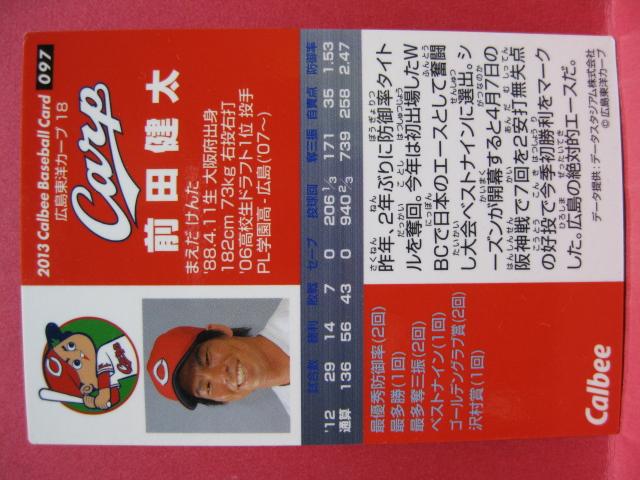 2013 Calbee Baseball Card 097
広島東洋カープ 18
Carp
前田 健太
まえだ けんた
'88.4.11生 大阪府出身
182cm 73kg 右投右打
'06高校生ドラフト1位 投手
PL学園高-広島('07~)
Carp
試合数 勝利 敗戦 セーブ 投球回 奪三振 自責点 防御率
'12 29 14 7 0 206 1/3 171 35 1.53
通算 136 56 43 0 940 2/3 739 258 2.47
昨年、2年ぶりに防御率タイト
ルを奪回。今年は初出場したW
BCで日本のエースとして奮闘
し大会ベストナインに選出。シ
ーズンが開幕すると4月7日の
阪神戦で7回を2安打無失点
の好投で今季初勝利をマーク
した。広島の絶対的エースだ。
データ提供:データスタジアム株式会社
©広島東洋カープ
最優秀防御率(2回)
最多勝(1回)
最多奪三振(2回)
ベストナイン(1回)
ゴールデングラブ賞(2回)
沢村賞(1回)
Calbee